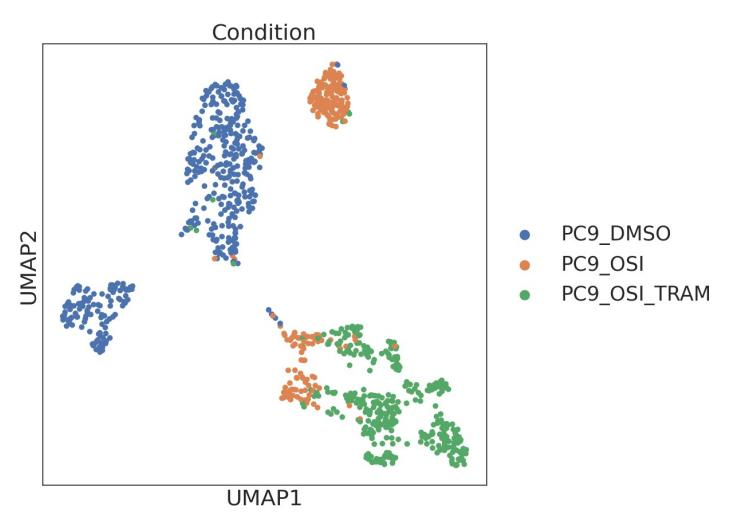 Condition
UMAP2
PC9_DMSO
PC9_OSI
PC9_OSI_TRAM
UMAP1